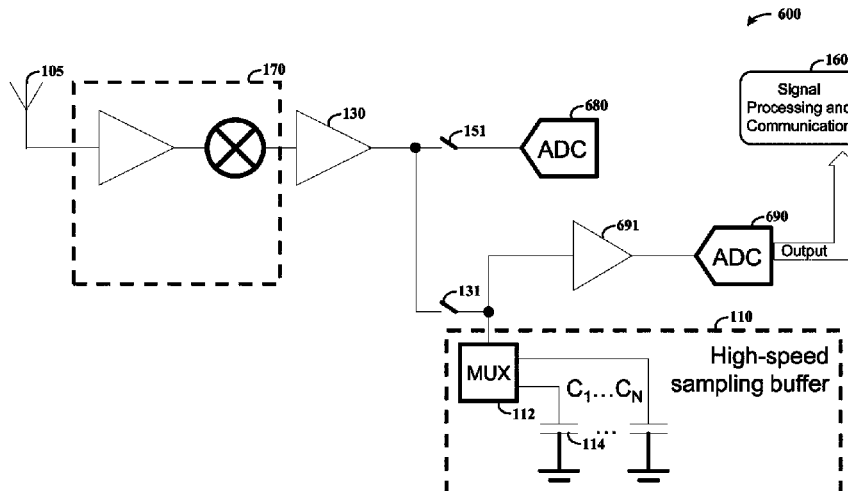 600
105
170
130
151
680
ADC
160
Signal
Processing and
Communication
691
690
ADC
Output
131
110
MUX
112
High-speed
sampling buffer
C1...CN
114
...